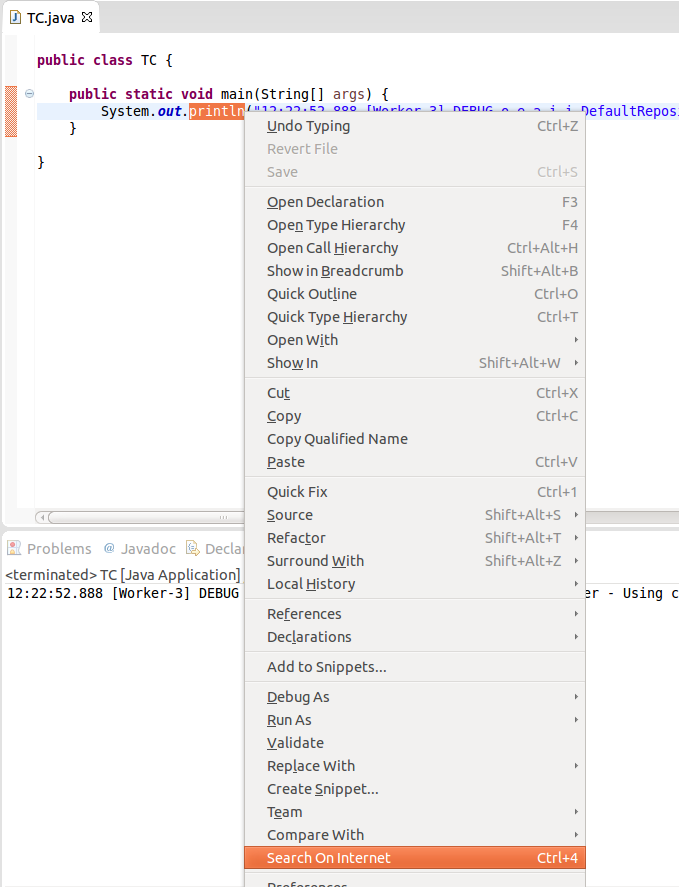 TC.java
public class TC {
public static void main(String[] args) {
System.out.println("12:22:52.888 [Worker-3] DEBUG o.e.a.i.i.DefaultReposi
}
}
Undo Typing Ctrl+Z
Revert File
Save Ctrl+S
Open Declaration F3
Open Type Hierarchy F4
Open Call Hierarchy Ctrl+Alt+H
Show in Breadcrumb Shift+Alt+B
Quick Outline Ctrl+O
Quick Type Hierarchy Ctrl+T
Open With
Show In Shift+Alt+W
Cut Ctrl+X
Copy Ctrl+C
Copy Qualified Name
Paste Ctrl+V
Quick Fix Ctrl+1
Source Shift+Alt+S
Refactor Shift+Alt+T
Surround With Shift+Alt+Z
Local History
References
Declarations
Add to Snippets...
Debug As
Run As
Validate
Replace With
Create Snippet...
Team
Compare With
Search On Internet Ctrl+4
Preferences
Problems @ Javadoc Declar
<terminated> TC [Java Application]
12:22:52.888 [Worker-3] DEBUG er - Using c